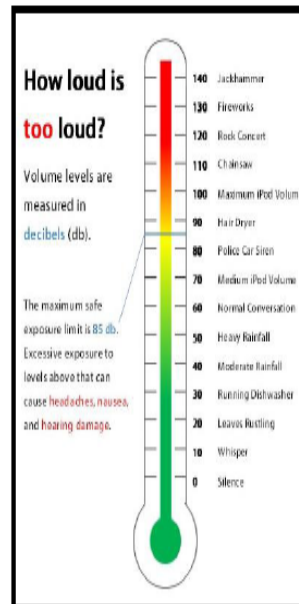 How loud is
too loud?
Volume levels are
measured in
decibels (db).
The maximum safe
exposure limit is 85 db.
Excessive exposure to
levels above that can
cause headaches, nausea,
and hearing damage.
140 Jackhammer
130 Fireworks
120 Rock Concert
110 Chainsaw
100 Maximum iPod Volum
90 Hair Dryer
80 Police Car Siren
70 Medium iPod Volume
60 Normal Conversation
50 Heavy Rainfall
40 Moderate Rainfall
30 Running Dishwasher
20 Leaves Rustling
10 Whisper
0 Silence